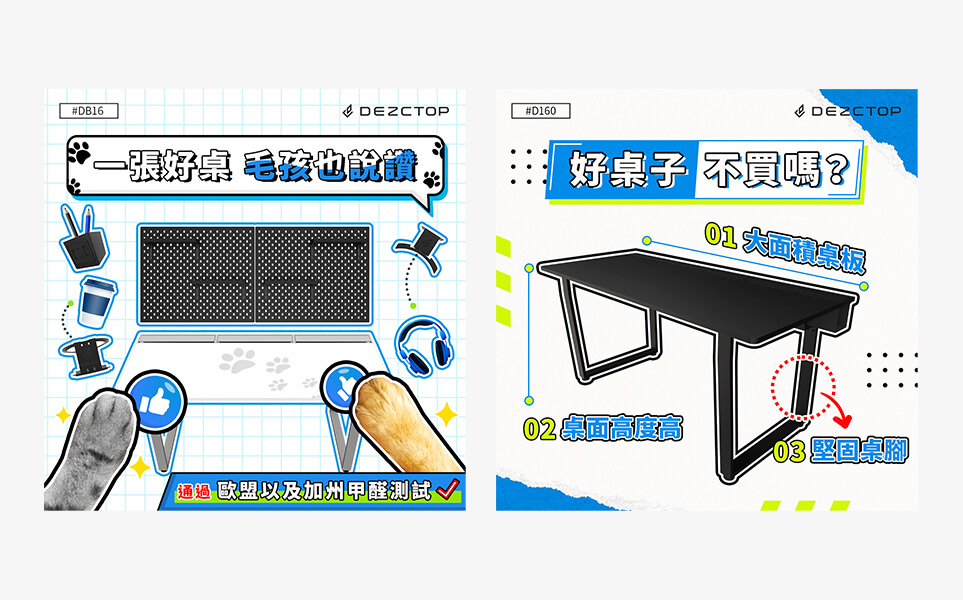 #DB16
DEZCTOP
一張好桌 毛孩也說讚
通過 歐盟以及加州甲醛測試
#D160
DEZCTOP
好桌子 不買嗎？
01 大面積桌板
02 桌面高度高
03 堅固桌腳